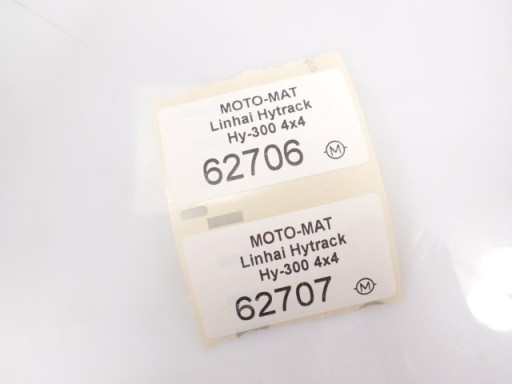 MOTO-MAT
Linhai Hytrack
Hy-300 4x4
62706 M
MOTO-MAT
Linhai Hytrack
Hy-300 4x4
62707 M